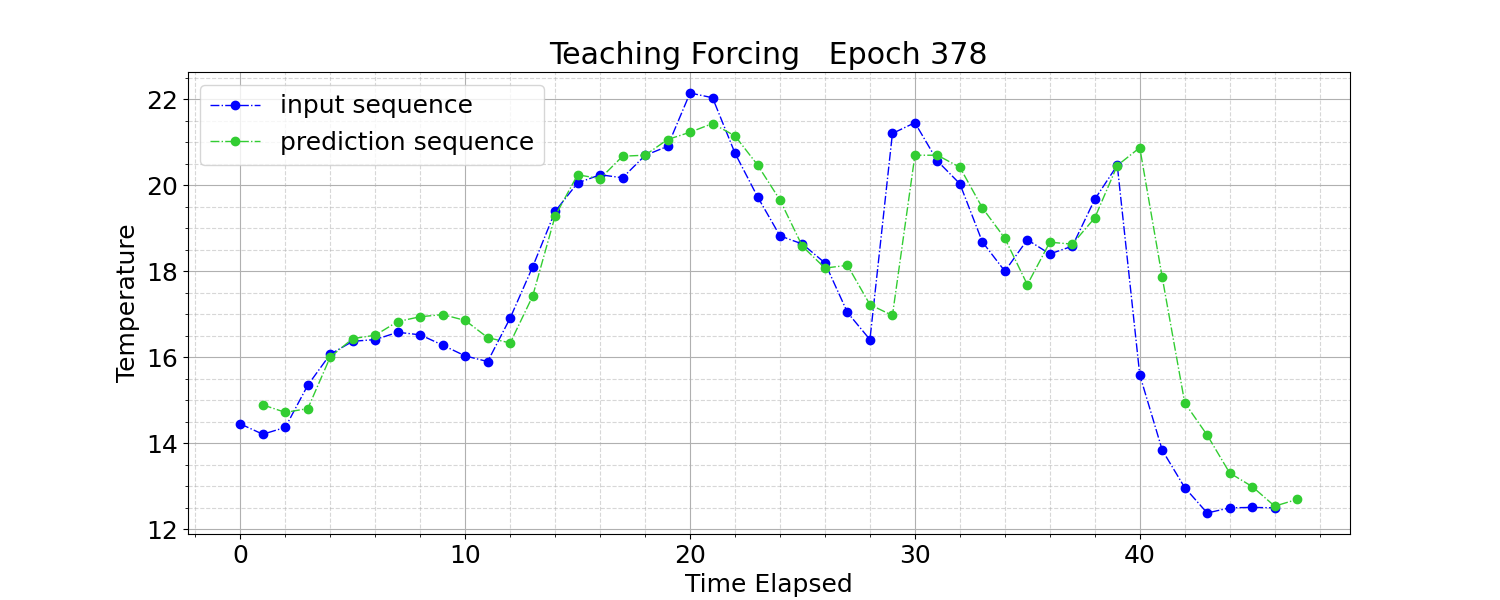 Teaching Forcing   Epoch 378
input sequence
prediction sequence
Temperature
22
20
18
16
14
12
0 10 20 30 40
Time Elapsed